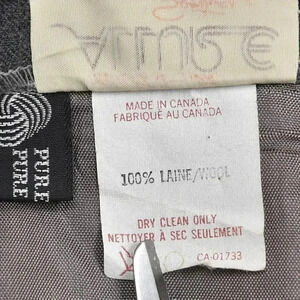 MADE IN CANADA
FABRIQUÉ AU CANADA
100% LAINE/WOOL
DRY CLEAN ONLY
NETTOYER À SEC SEULEMENT
CA-01733
PURE
PURE